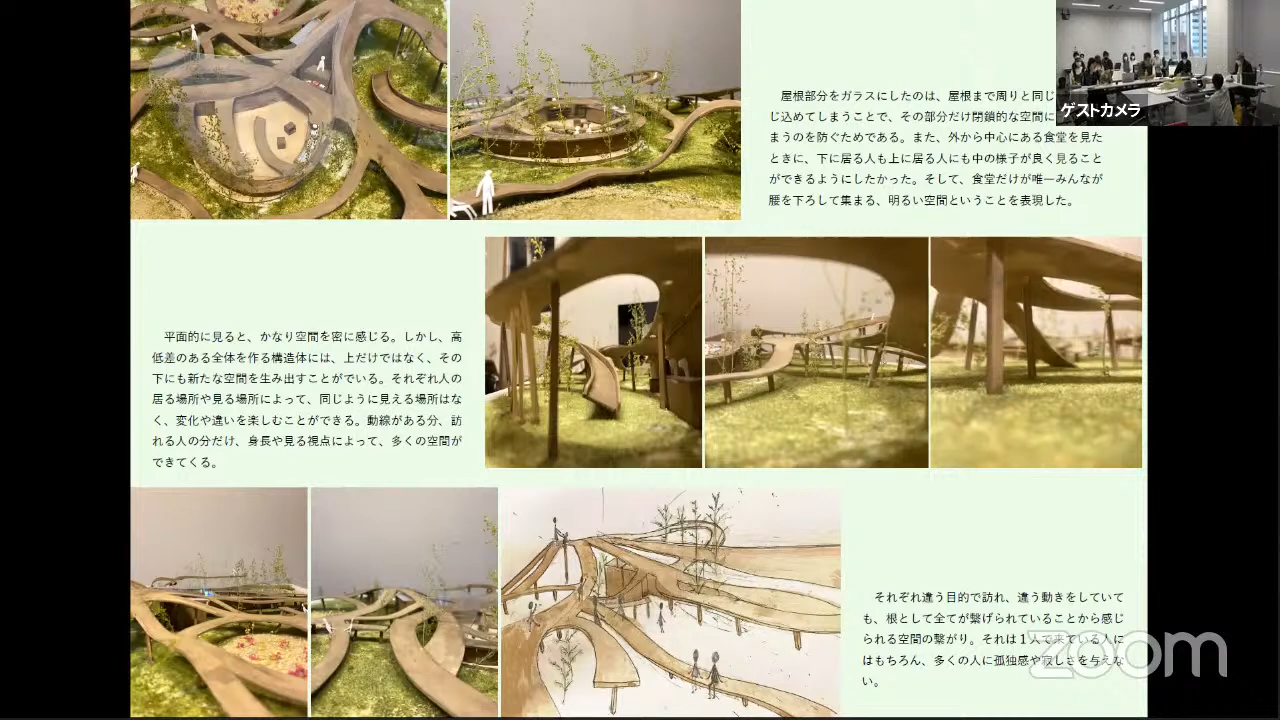 屋根部分をガラスにしたのは、屋根まで周りと同じ
じ込めてしまうことで、その部分だけ閉鎖的な空間に
まうのを防ぐためである。また、外から中心にある食堂を見た
ときに、下に居る人も上に居る人にも中の様子が良く見ること
ができるようにしたかった。そして、食堂だけが唯一みんなが
腰を下ろして集まる、明るい空間ということを表現した。
ゲストカメラ
平面的に見ると、かなり空間を密に感じる。しかし、高
低差のある全体を作る構造体には、上だけではなく、その
下にも新たな空間を生み出すことがでいる。それぞれ人の
居る場所や見る場所によって、同じように見える場所はな
く、変化や違いを楽しむことができる。動線がある分、訪
れる人の分だけ、身長や見る視点によって、多くの空間が
できてくる。
それぞれ違う目的で訪れ、違う動きをしていて
も、根として全てが繋げられていることから感じ
られる空間の繋がり。それは1人で来ている人に
はもちろん、多くの人に孤独感や寂しさを与えな
い。
zoom